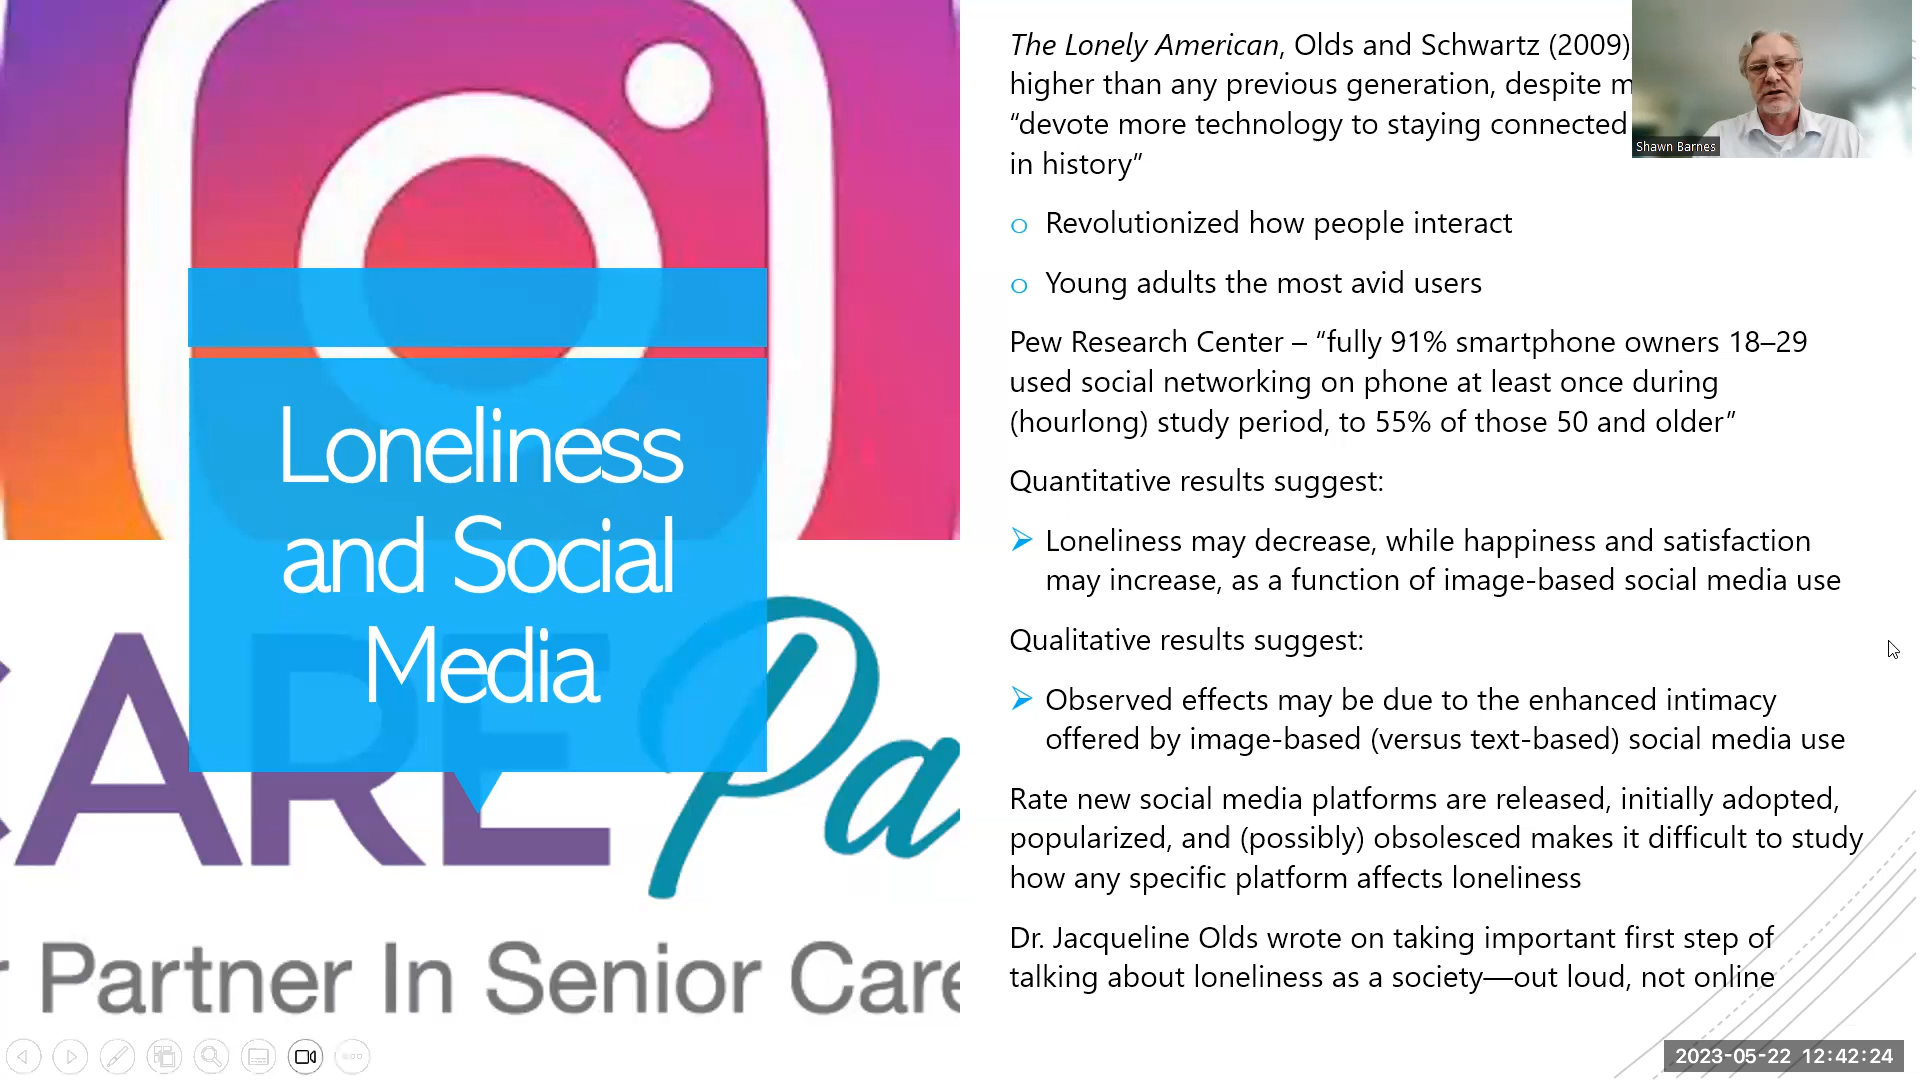 The Lonely American, Olds and Schwartz (2009)
higher than any previous generation, despite
“devote more technology to staying connected
in history”
o Revolutionized how people interact
o Young adults the most avid users
Pew Research Center – “fully 91% smartphone owners 18–29
used social networking on phone at least once during
(hourlong) study period, to 55% of those 50 and older”
Quantitative results suggest:
➢ Loneliness may decrease, while happiness and satisfaction
may increase, as a function of image-based social media use
Qualitative results suggest:
➢ Observed effects may be due to the enhanced intimacy
offered by image-based (versus text-based) social media use
Rate new social media platforms are released, initially adopted,
popularized, and (possibly) obsolesced makes it difficult to study
how any specific platform affects loneliness
Dr. Jacqueline Olds wrote on taking important first step of
talking about loneliness as a society—out loud, not online
Loneliness
and Social
Media
CARE Pa
r Partner In Senior Care
Shawn Barnes
2023-05-22 12:42:24